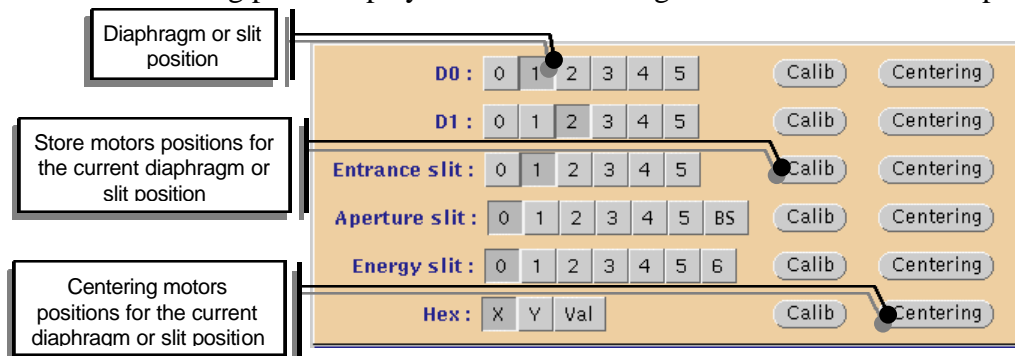 Diaphragm or slit
position
D0 : 0 1 2 3 4 5 Calib Centering
D1 : 0 1 2 3 4 5 Calib Centering
Store motors positions for
the current diaphragm or
slit position
Entrance slit : 0 1 2 3 4 5 Calib Centering
Aperture slit : 0 1 2 3 4 5 BS Calib Centering
Energy slit : 0 1 2 3 4 5 6 Calib Centering
Centering motors
positions for the current
diaphragm or slit position
Hex : X Y Val Calib Centering